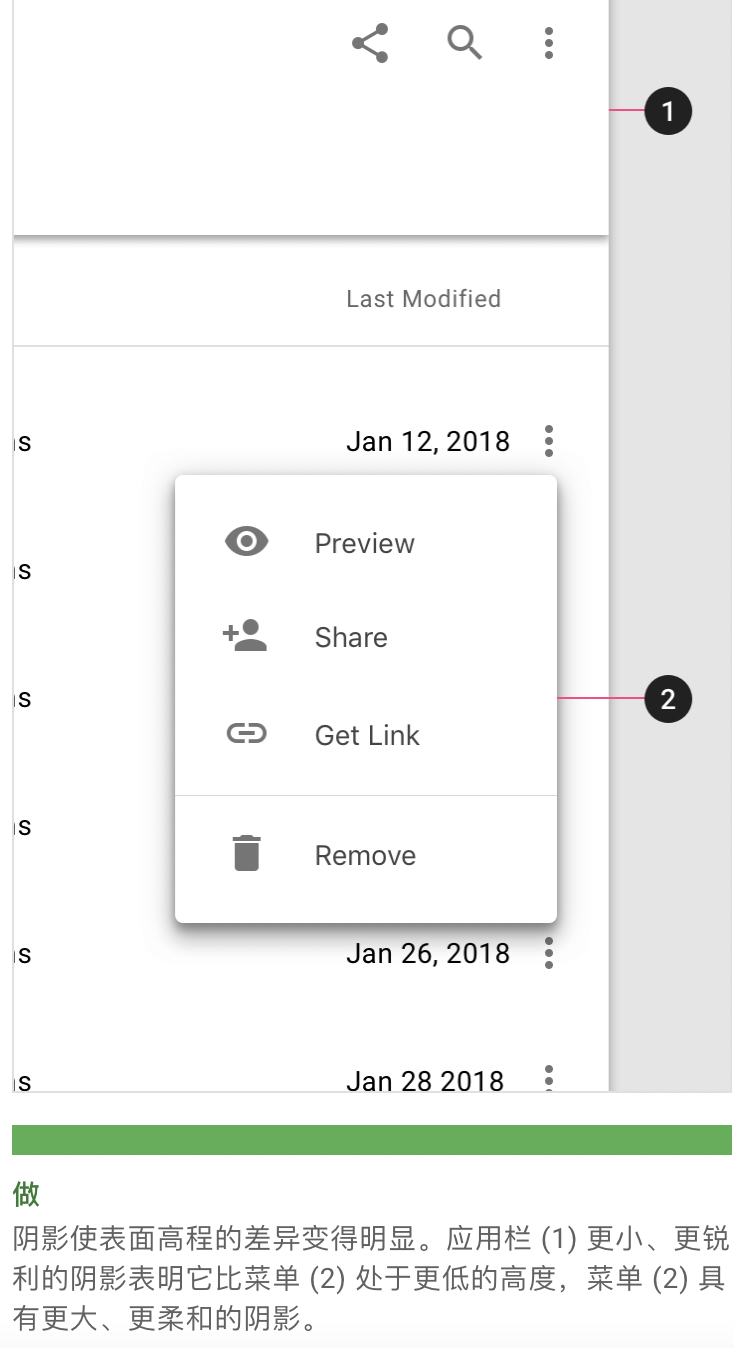 1
Last Modified
s Jan 12, 2018
Preview
s
Share
s
2
Get Link
s
Remove
s Jan 26, 2018
s Jan 28 2018
做
阴影使表面高程的差异变得明显。应用栏 (1) 更小、更锐
利的阴影表明它比菜单 (2) 处于更低的高度，菜单 (2) 具
有更大、更柔和的阴影。